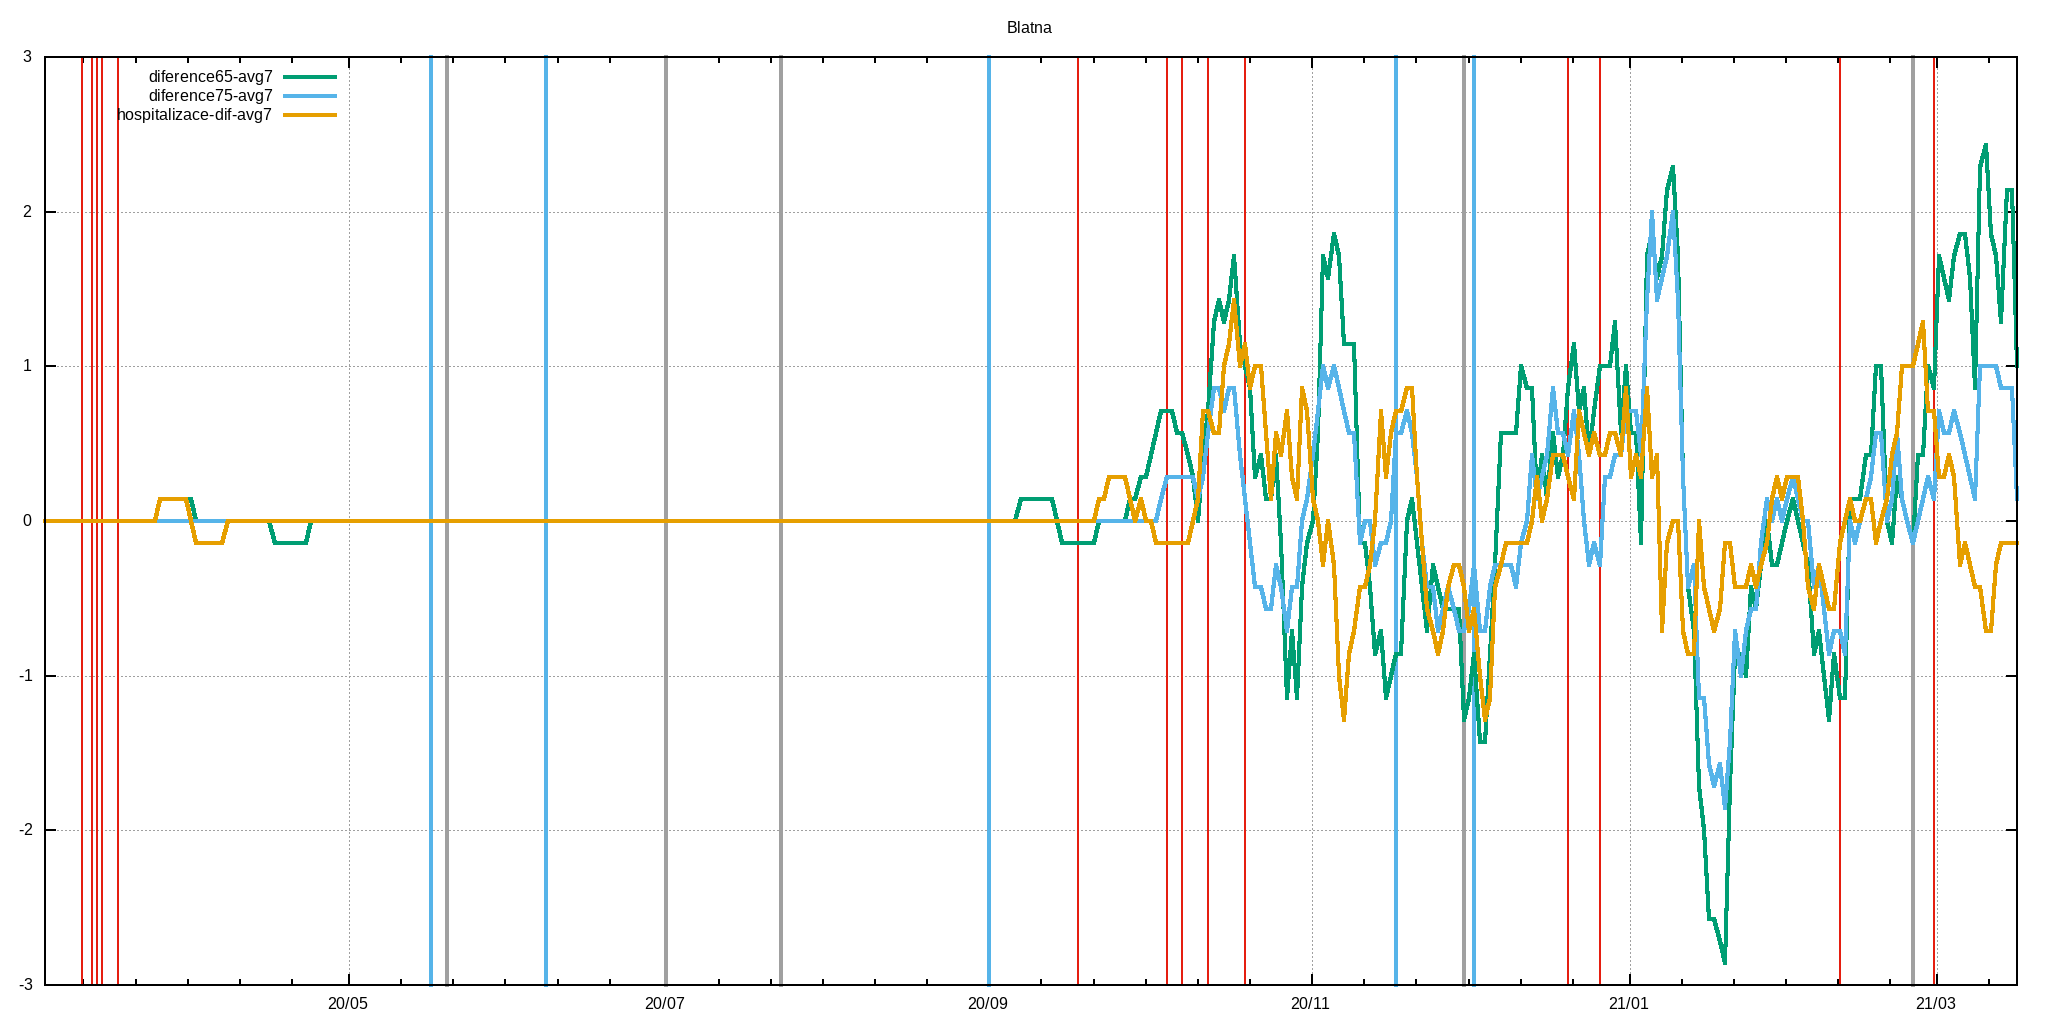 Blatna
diference65-avg7
diference75-avg7
hospitalizace-dif-avg7
3
2
1
0
-1
-2
-3
20/05 20/07 20/09 20/11 21/01 21/03